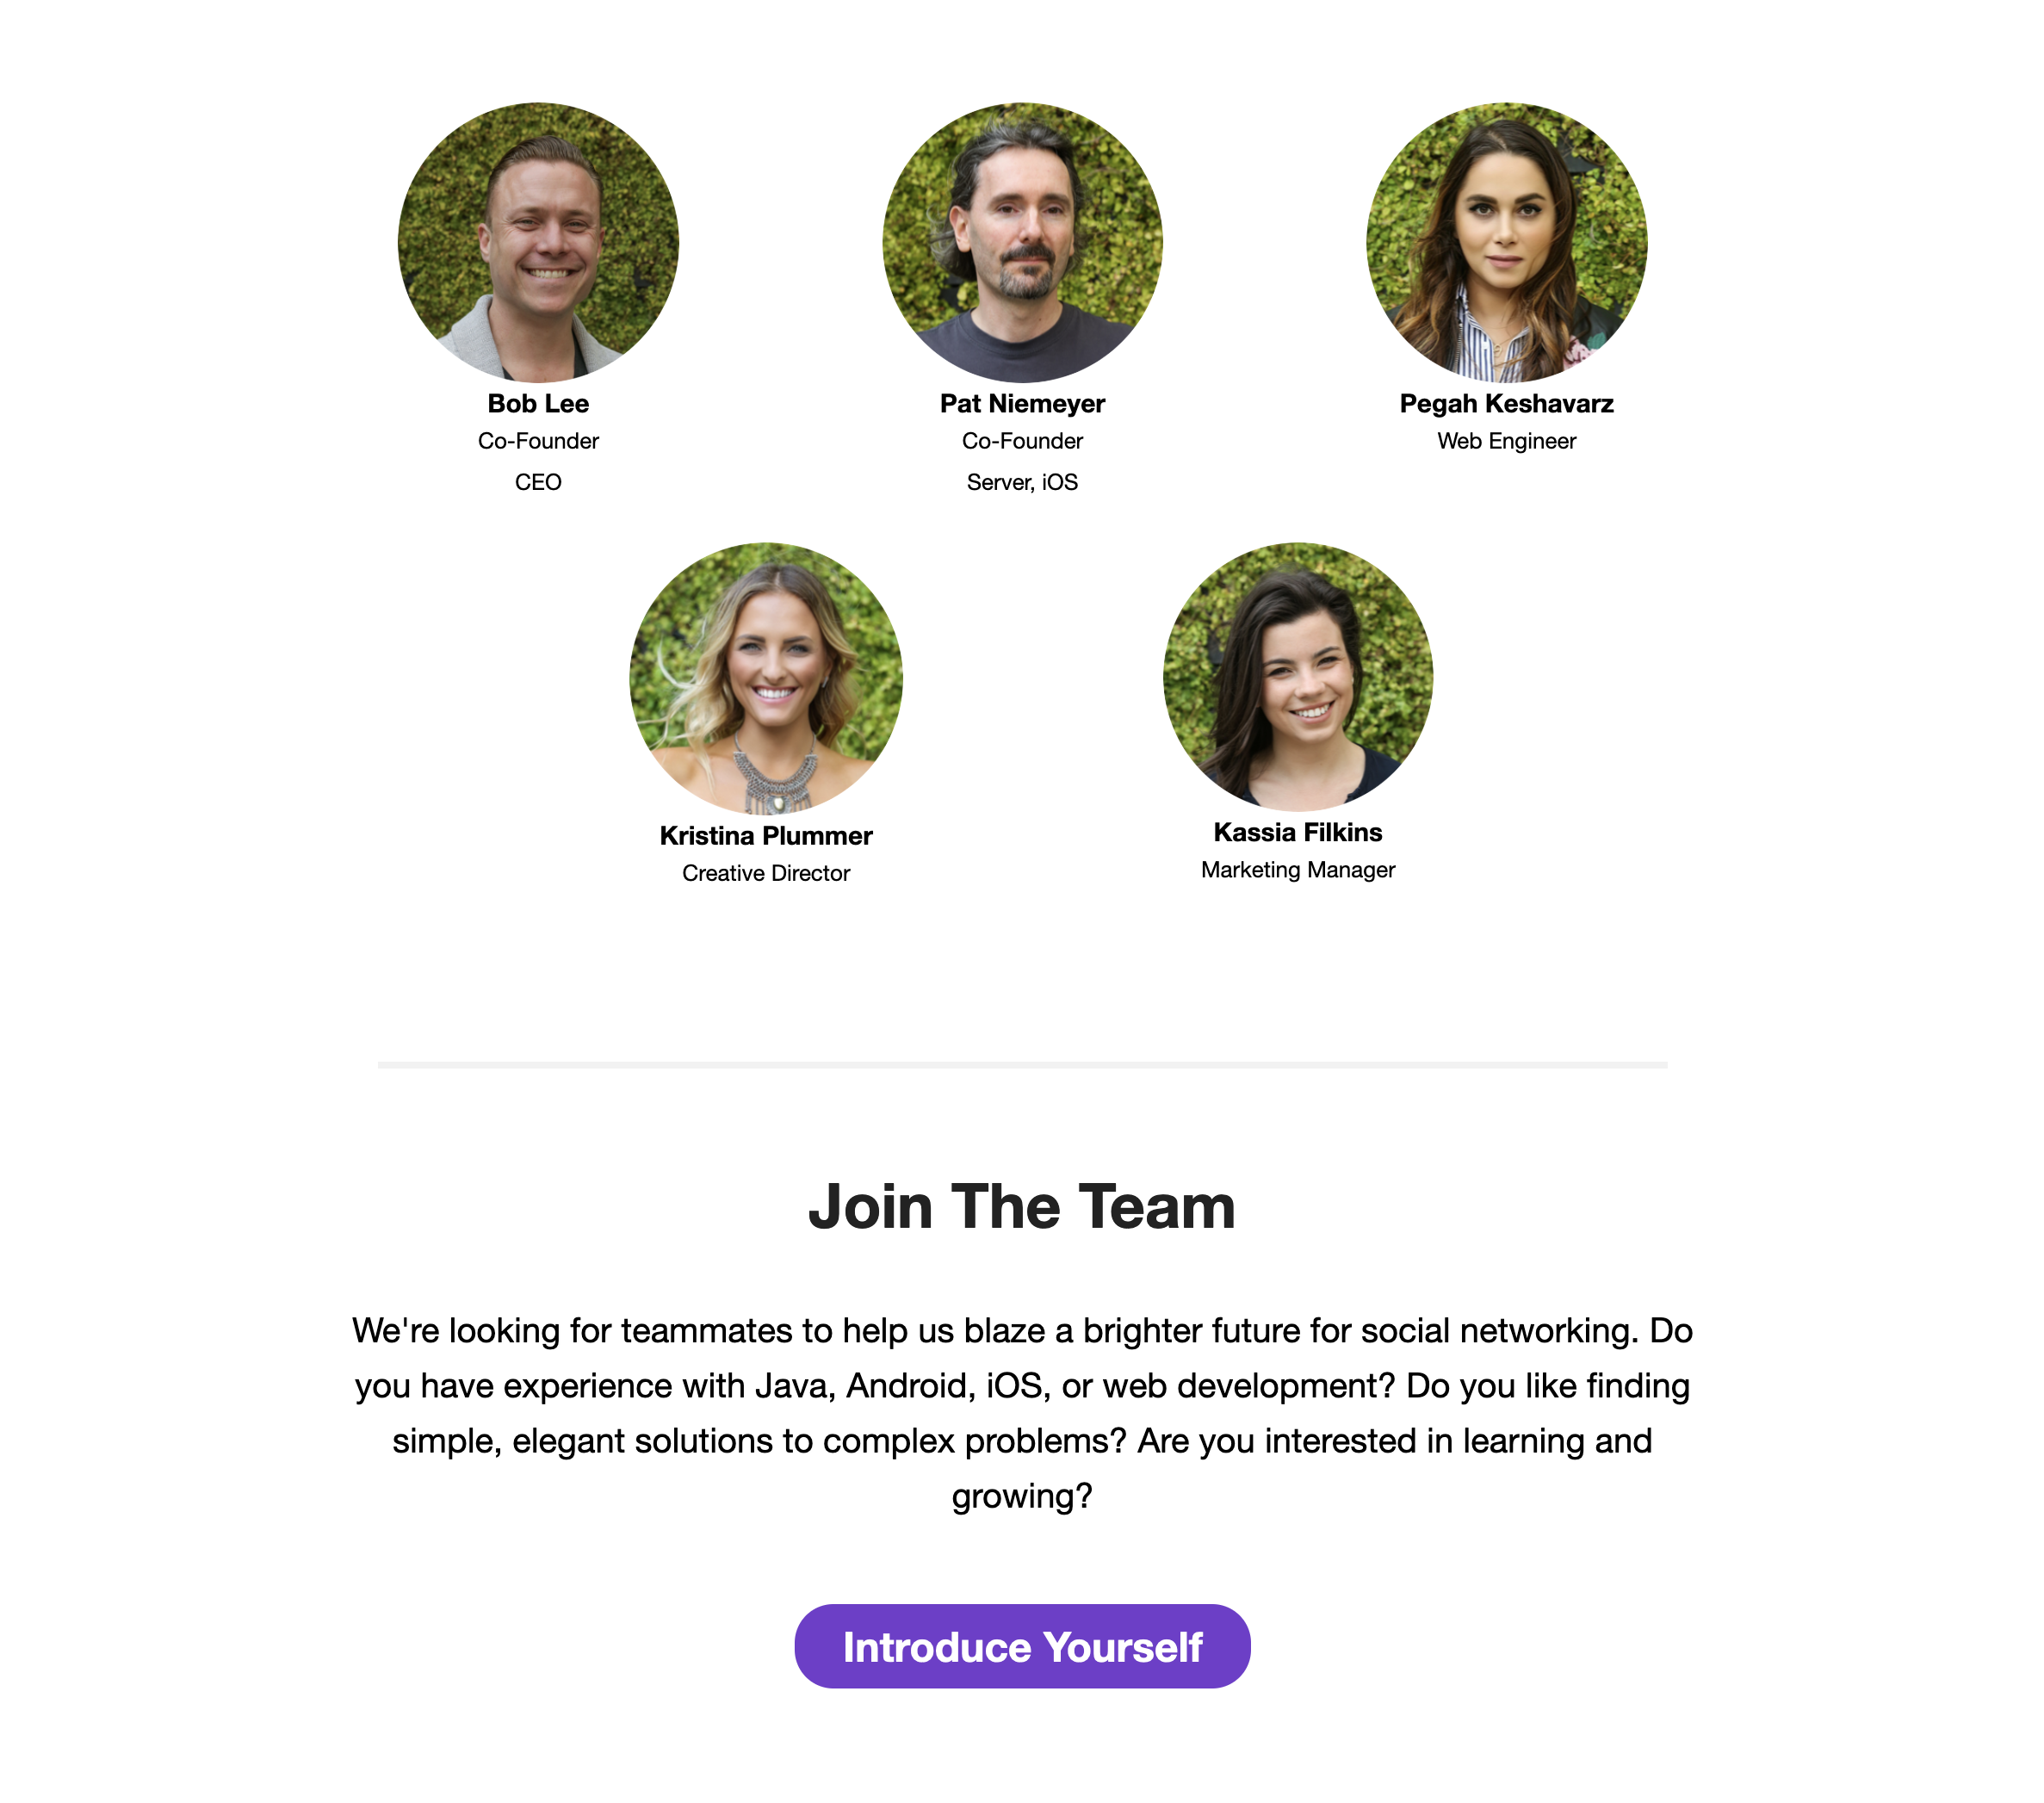 Bob Lee
Co-Founder
CEO
Pat Niemeyer
Co-Founder
Server, iOS
Pegah Keshavarz
Web Engineer
Kristina Plummer
Creative Director
Kassia Filkins
Marketing Manager
Join The Team
We're looking for teammates to help us blaze a brighter future for social networking. Do
you have experience with Java, Android, iOS, or web development? Do you like finding
simple, elegant solutions to complex problems? Are you interested in learning and
growing?
Introduce Yourself